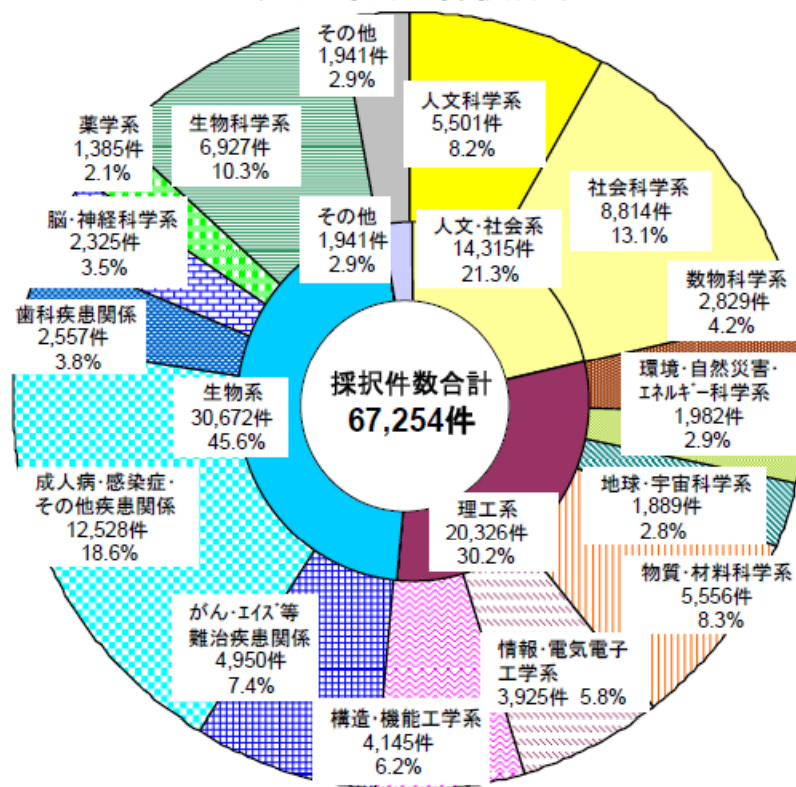 その他
1,941件
2.9%
人文科学系
5,501件
8.2%
社会科学系
8,814件
13.1%
数物科学系
2,829件
4.2%
環境・自然災害・
エネルギー科学系
1,982件
2.9%
地球・宇宙科学系
1,889件
2.8%
物質・材料科学系
5,556件
8.3%
情報・電気電子
工学系
3,925件 5.8%
構造・機能工学系
4,145件
6.2%
がん・エイズ等
難治疾患関係
4,950件
7.4%
成人病・感染症・
その他疾患関係
12,528件
18.6%
歯科疾患関係
2,557件
3.8%
脳・神経科学系
2,325件
3.5%
薬学系
1,385件
2.1%
生物科学系
6,927件
10.3%
その他
1,941件
2.9%
人文・社会系
14,315件
21.3%
理工系
20,326件
30.2%
生物系
30,672件
45.6%
採択件数合計
67,254件